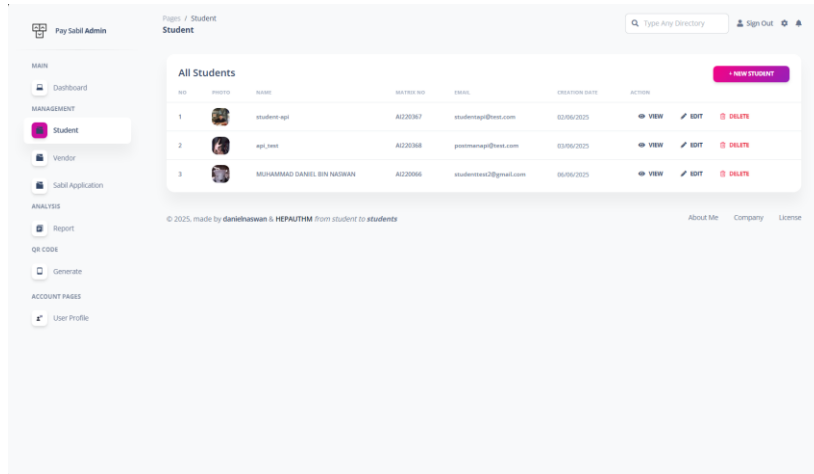 Pay Sabil Admin
MAIN
Dashboard
MANAGEMENT
Student
Vendor
Sabil Application
ANALYSIS
Report
QR CODE
Generate
ACCOUNT PAGES
User Profile
Pages / Student
Student
Type Any Directory
Sign Out
All Students
+ NEW STUDENT
NO PHOTO NAME MATRIX-NO EMAIL CREATION DATE ACTION
1 student-api AI220367 studentapi@test.com 02/06/2025 VIEW EDIT DELETE
2 api_test AI220368 postmanapi@test.com 03/06/2025 VIEW EDIT DELETE
3 MUHAMMAD DANIEL BIN NASWAN AI220066 studenttest2@gmail.com 06/06/2025 VIEW EDIT DELETE
© 2025, made by danielnaswan & HEPAUTHM from student to students
About Me Company License